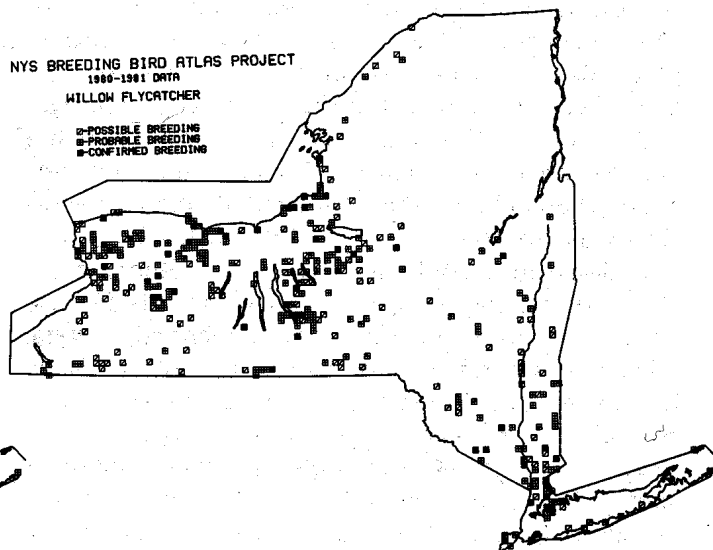 NYS BREEDING BIRD ATLAS PROJECT
1980-1981 DATA
WILLOW FLYCATCHER
-POSSIBLE BREEDING
-PROBABLE BREEDING
-CONFIRMED BREEDING